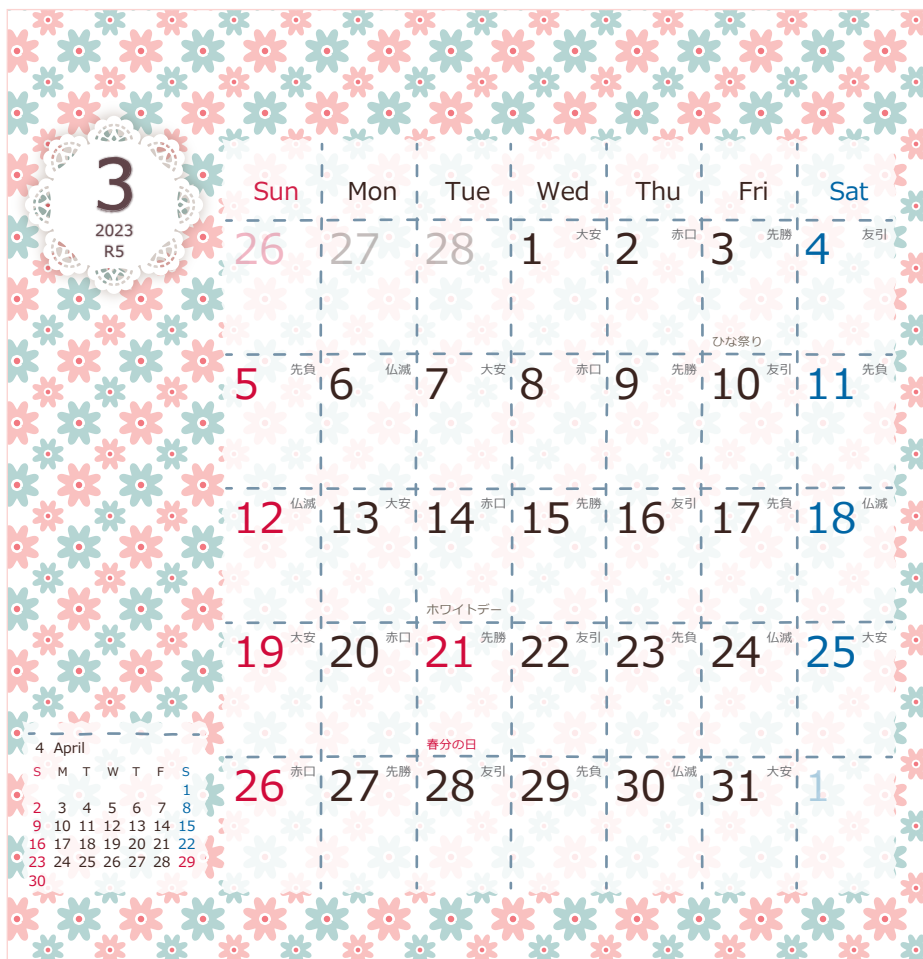 3
2023
R5
Sun Mon Tue Wed Thu Fri Sat
26 27 28 1 大安 2 赤口 3 先勝 4 友引
ひな祭り
5 先負 6 仏滅 7 大安 8 赤口 9 先勝 10 友引 11 先負
12 仏滅 13 大安 14 赤口 15 先勝 16 友引 17 先負 18 仏滅
ホワイトデー
19 大安 20 赤口 21 先勝 22 友引 23 先負 24 仏滅 25 大安
春分の日
26 赤口 27 先勝 28 友引 29 先負 30 仏滅 31 大安 1
4 April
S M T W T F S
1
2 3 4 5 6 7 8
9 10 11 12 13 14 15
16 17 18 19 20 21 22
23 24 25 26 27 28 29
30